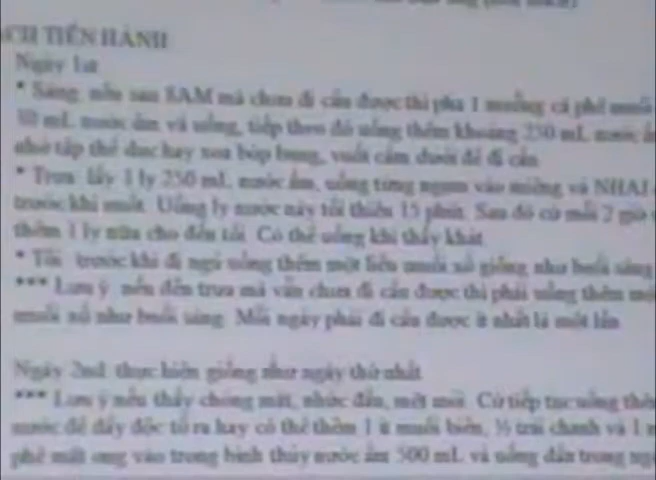 ÁCH TIẾN HÀNH
Ngày 1st
* Sáng, nếu sau 8AM mà chưa đi cầu được thì pha 1 muỗng cà phê muối
mL nước ấm và uống, tiếp theo đó uống thêm khoảng 250 mL nước ấ
nhớ tập thể dục hay xoa bóp bụng, vuốt cằm dưới để đi cầu
* Trưa lấy 1 ly 250 mL nước ấm, uống từng ngụm vào miệng và NHAI
trước khi nuốt. Uống ly nước này tối thiểu 15 phút. Sau đó cứ mỗi 2 giờ
thêm 1 ly nữa cho đến tối. Có thể uống khi thấy khát
* Tối trước khi đi ngủ uống thêm một liều muối xổ giống như buổi sáng
*** Lưu ý nếu đến trưa mà vẫn chưa đi cầu được thì phải uống thêm mộ
muối xổ như buổi sáng. Mỗi ngày phải đi cầu được ít nhất là một lần
Ngày 2nd thực hiện giống như ngày thứ nhất
*** Lưu ý nếu thấy chóng mặt, nhức đầu, mệt mỏi. Cứ tiếp tục uống thê
nước để đẩy độc tố ra hay có thể thêm 1 ít muối biển, ½ trái chanh và 1
phê mật ong vào trong bình thủy nước ấm 500 mL và uống dần trong ng